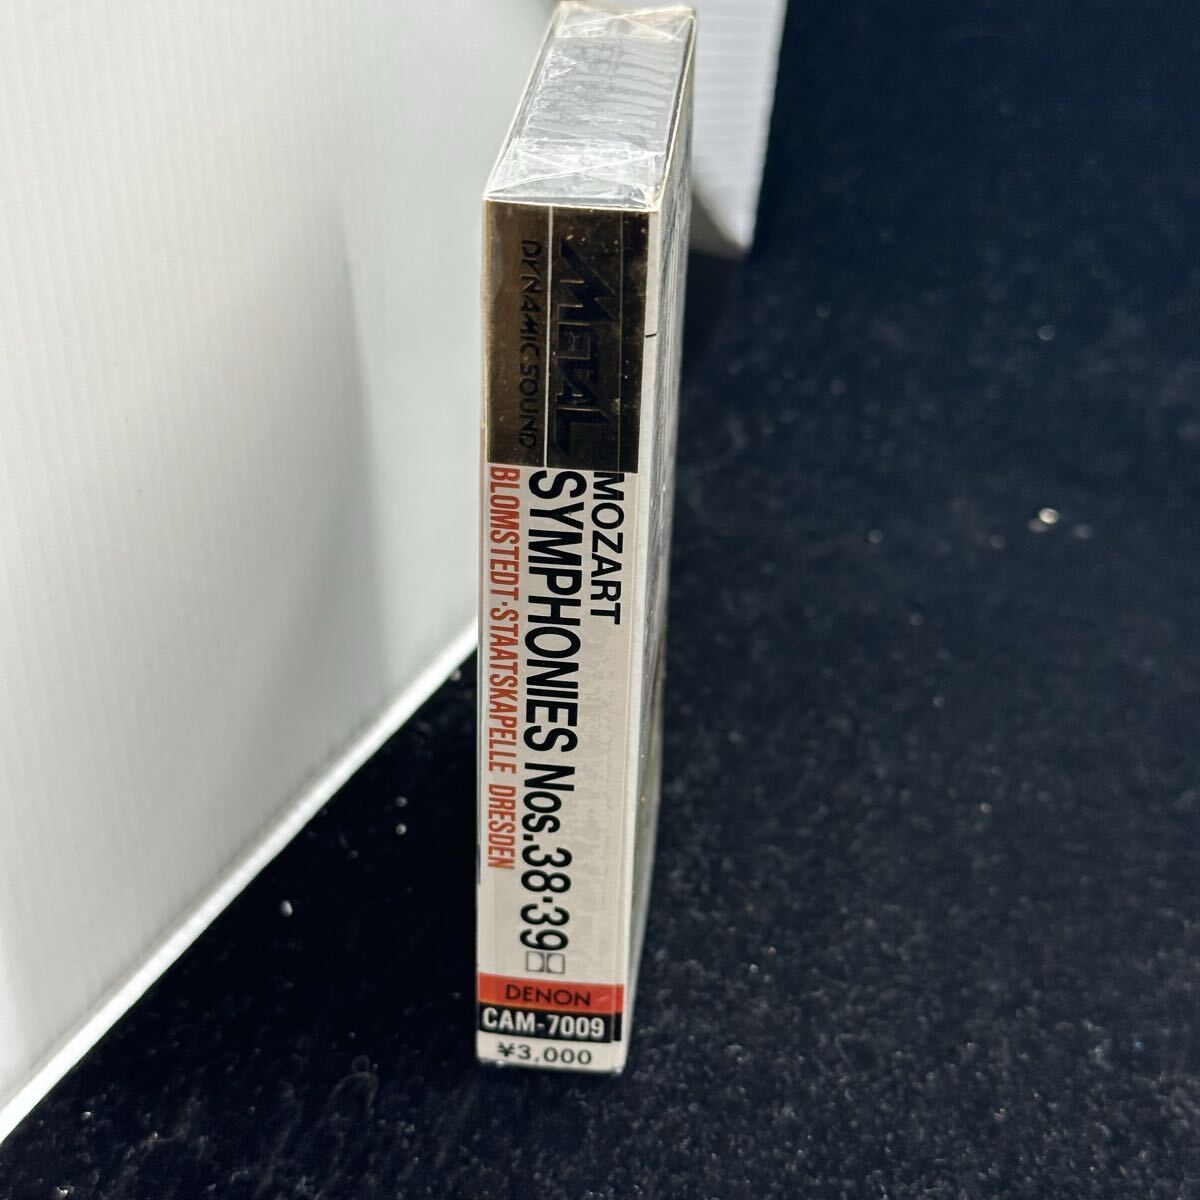 METAL
DYNAMIC SOUND
MOZART
SYMPHONIES Nos.38·39
BLOMSTEDT·STAATSKAPELLE DRESDEN
DENON
CAM-7009
¥3,000